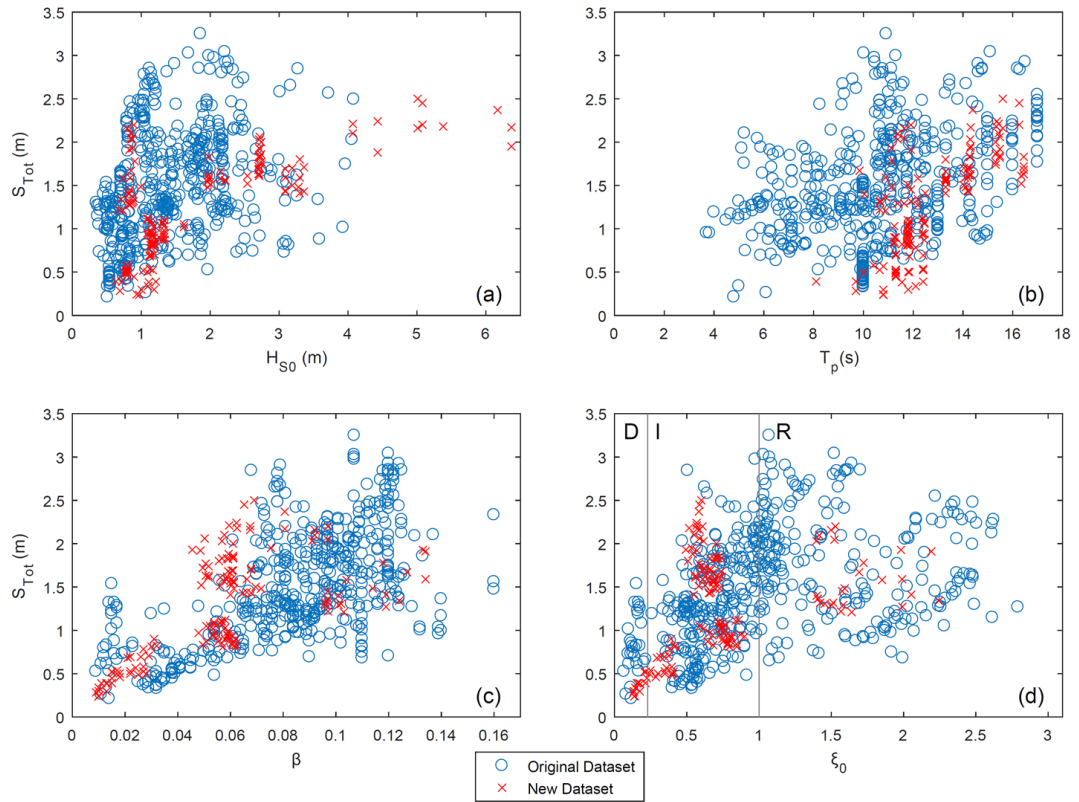 3.5
3
2.5
2
1.5
1
0.5
0
S_Tot (m)
0 1 2 3 4 5 6
H_S0 (m)
(a)
3.5
3
2.5
2
1.5
1
0.5
0
0 2 4 6 8 10 12 14 16 18
T_p(s)
(b)
3.5
3
2.5
2
1.5
1
0.5
0
S_Tot (m)
0 0.02 0.04 0.06 0.08 0.1 0.12 0.14 0.16
β
(c)
3.5
3
2.5
2
1.5
1
0.5
0
D I R
0 0.5 1 1.5 2 2.5 3
ξ_0
(d)
Original Dataset
New Dataset